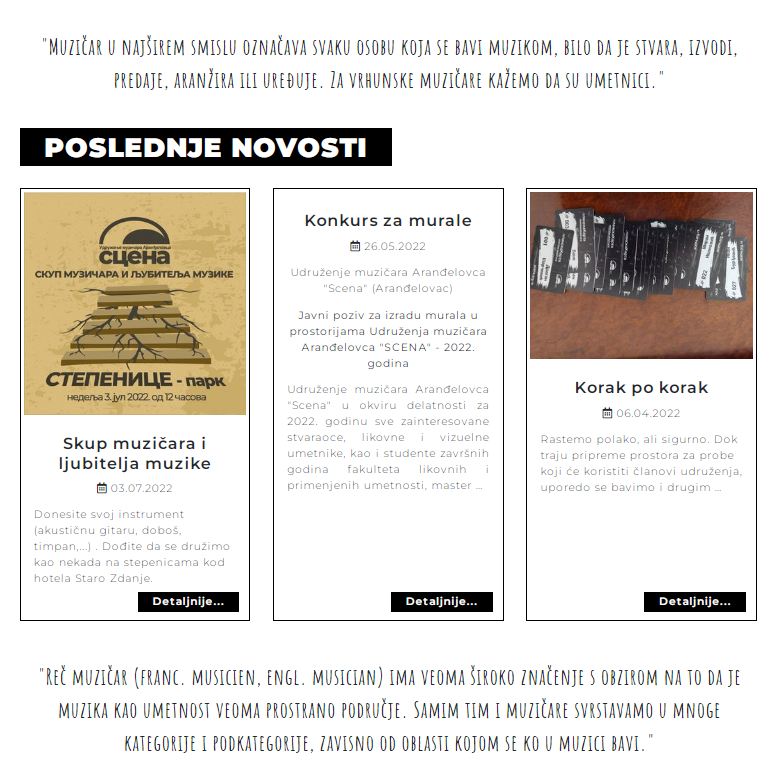 "Muzičar u najširem smislu označava svaku osobu koja se bavi muzikom, bilo da je stvara, izvodi,
predaje, aranžira ili uređuje. Za vrhunske muzičare kažemo da su umetnici."
POSLEDNJE NOVOSTI
Удружење музичара Аранђеловца
сцена
СКУП МУЗИЧАРА И ЉУБИТЕЉА МУЗИКЕ
СТЕПЕНИЦЕ - парк
недеља 3. јул 2022. од 12 часова
Skup muzičara i
ljubitelja muzike
03.07.2022
Donesite svoj instrument
(akustičnu gitaru, doboš,
timpan,...) . Dođite da se družimo
kao nekada na stepenicama kod
hotela Staro Zdanje.
Detaljnije...
Konkurs za murale
26.05.2022
Udruženje muzičara Aranđelovca
"Scena" (Aranđelovac)
Javni poziv za izradu murala u
prostorijama Udruženja muzičara
Aranđelovca "SCENA" - 2022.
godina
Udruženje muzičara Aranđelovca
"Scena" u okviru delatnosti za
2022. godinu sve zainteresovane
stvaraoce, likovne i vizuelne
umetnike, kao i studente završnih
godina fakulteta likovnih i
primenjenih umetnosti, master ...
Detaljnije...
Korak po korak
06.04.2022
Rastemo polako, ali sigurno. Dok
traju pripreme prostora za probe
koji će koristiti članovi udruženja,
uporedo se bavimo i drugim ...
Detaljnije...
"Reč muzičar (franc. musicien, engl. musician) ima veoma široko značenje s obzirom na to da je
muzika kao umetnost veoma prostrano područje. Samim tim i muzičare svrstavamo u mnoge
kategorije i podkategorije, zavisno od oblasti kojom se ko u muzici bavi."